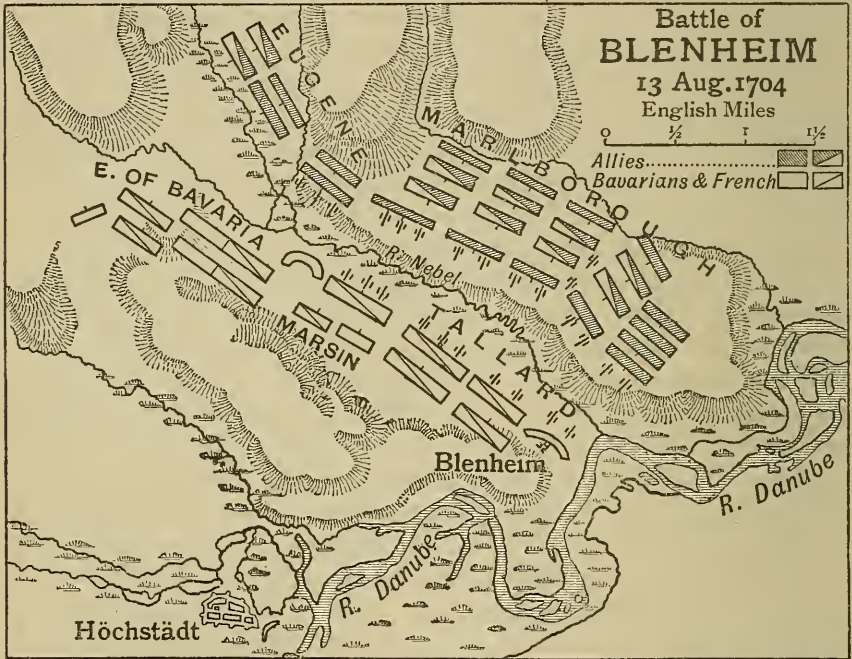 Battle of
BLENHEIM
13 Aug. 1704
English Miles
0 ½ 1 1½
Allies
Bavarians & French
EUGENE
MARLBOROUGH
E. OF BAVARIA
R. Nebel
MARSIN
TALLARD
Blenheim
R. Danube
R. Danube
Höchstädt